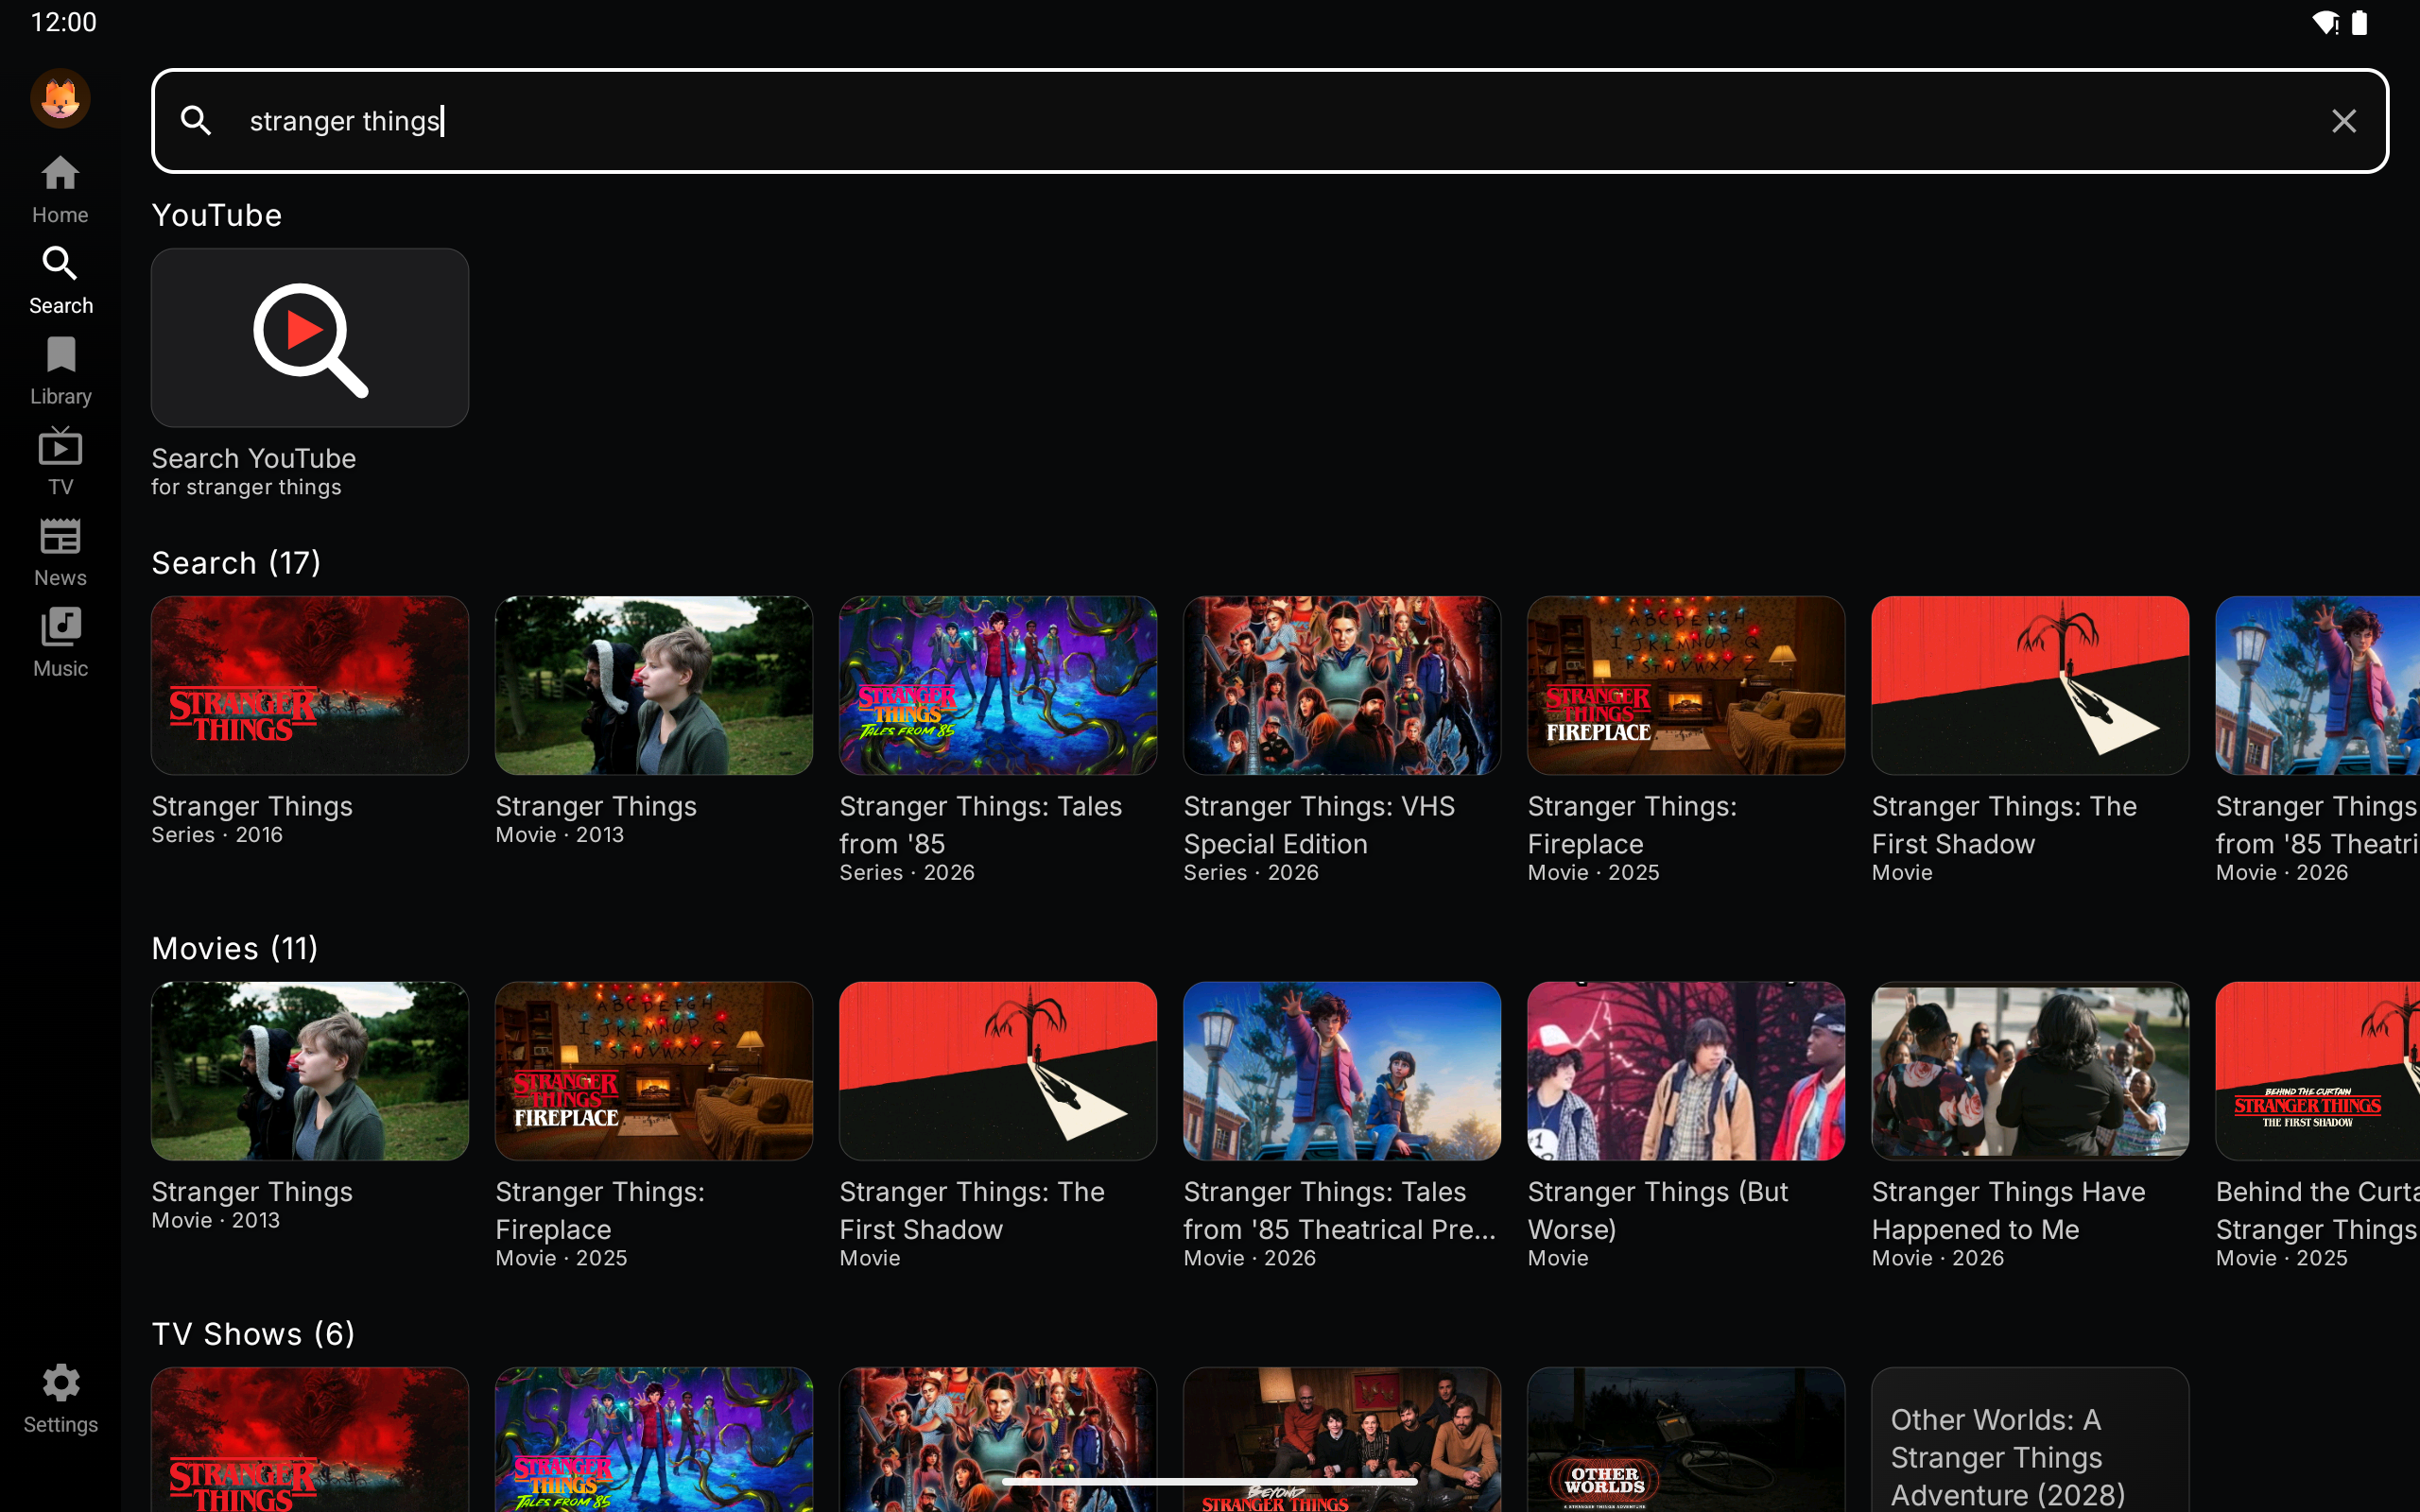 12:00
stranger things
Home
Search
Library
TV
News
Music
Settings
YouTube
Search YouTube
for stranger things
Search (17)
STRANGER
THINGS
STRANGER
THINGS
TALES FROM '85
STRANGER
THINGS
FIREPLACE
Stranger Things
Series · 2016
Stranger Things
Movie · 2013
Stranger Things: Tales
from '85
Series · 2026
Stranger Things: VHS
Special Edition
Series · 2026
Stranger Things:
Fireplace
Movie · 2025
Stranger Things: The
First Shadow
Movie
Stranger Things
from '85 Theatri
Movie · 2026
Movies (11)
STRANGER
THINGS
FIREPLACE
BEHIND THE CURTAIN
STRANGER THINGS
THE FIRST SHADOW
Stranger Things
Movie · 2013
Stranger Things:
Fireplace
Movie · 2025
Stranger Things: The
First Shadow
Movie
Stranger Things: Tales
from '85 Theatrical Pre...
Movie · 2026
Stranger Things (But
Worse)
Movie
Stranger Things Have
Happened to Me
Movie · 2026
Behind the Curta
Stranger Things
Movie · 2025
TV Shows (6)
STRANGER
THINGS
STRANGER
THINGS
TALES FROM '85
BEYOND
STRANGER THINGS
OTHER
WORLDS
A STRANGER THINGS ADVENTURE
Other Worlds: A
Stranger Things
Adventure (2028)